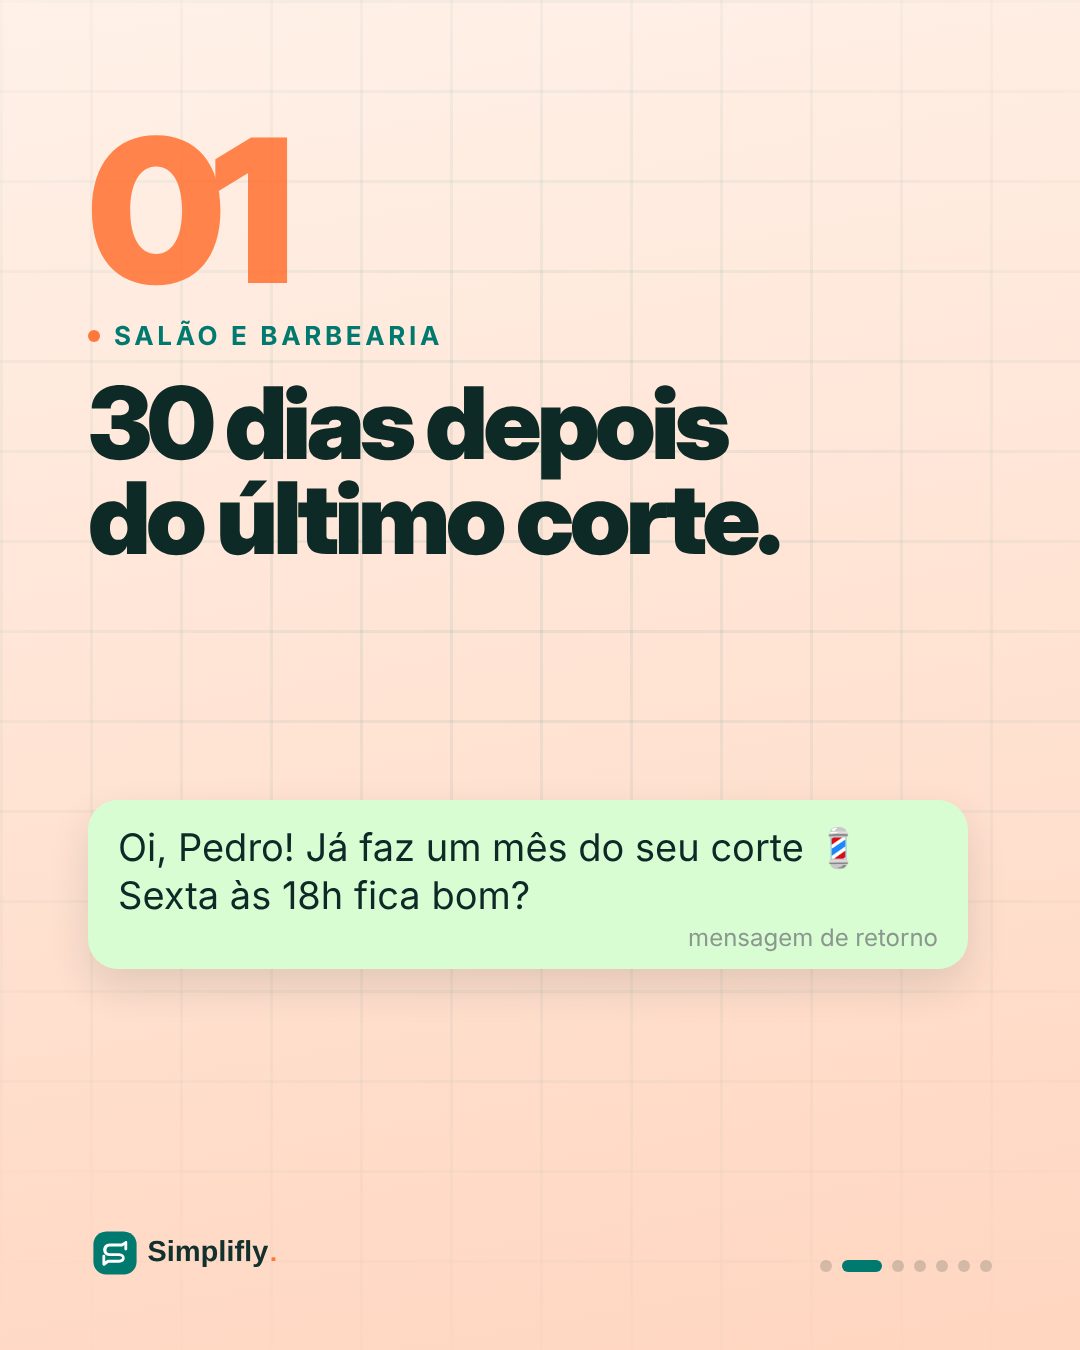 01
SALÃO E BARBEARIA
30 dias depois
do último corte.
Oi, Pedro! Já faz um mês do seu corte 💈
Sexta às 18h fica bom?
mensagem de retorno
Simplifly.